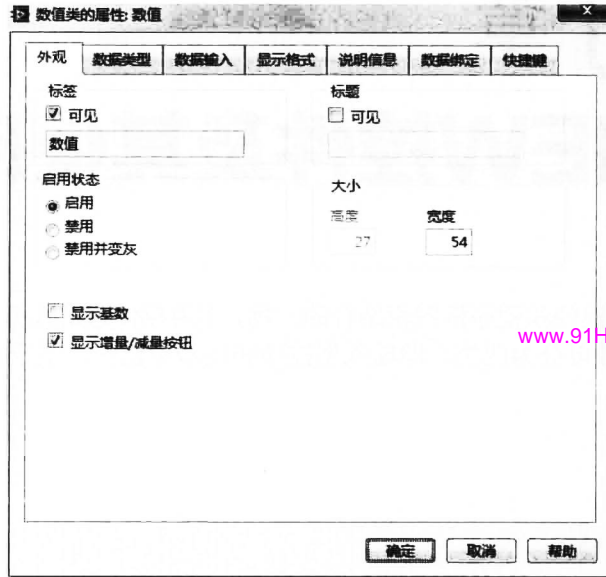 数值类的属性: 数值
外观 数据类型 数据输入 显示格式 说明信息 数据绑定 快捷键
标签 标题
可见 可见
数值
启用状态 大小
启用 高度 宽度
禁用 27 54
禁用并变灰
显示基数
显示增量/减量按钮
www.91H
确定 取消 帮助